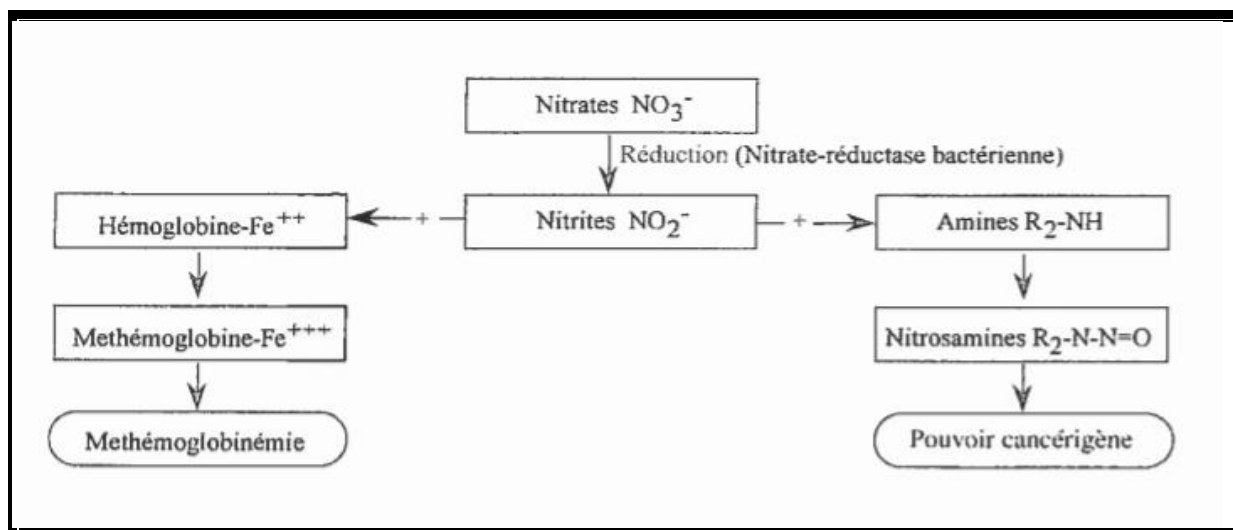 Nitrates NO3-
Réduction (Nitrate-réductase bactérienne)
Hémoglobine-Fe++
+
Nitrites NO2-
+
Amines R2-NH
Methémoglobine-Fe+++
Nitrosamines R2-N-N=O
Methémoglobinémie
Pouvoir cancérigène